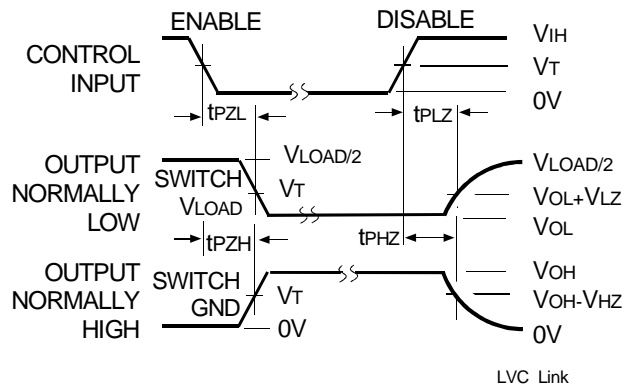 ENABLE
DISABLE
CONTROL
INPUT
VIH
VT
0V
tPZL
tPLZ
OUTPUT
NORMALLY
LOW
SWITCH
VLOAD
VLOAD/2
VT
VLOAD/2
VOL+VLZ
VOL
tPZH
tPHZ
OUTPUT
NORMALLY
HIGH
SWITCH
GND
VT
0V
VOH
VOH-VHZ
0V
LVC Link